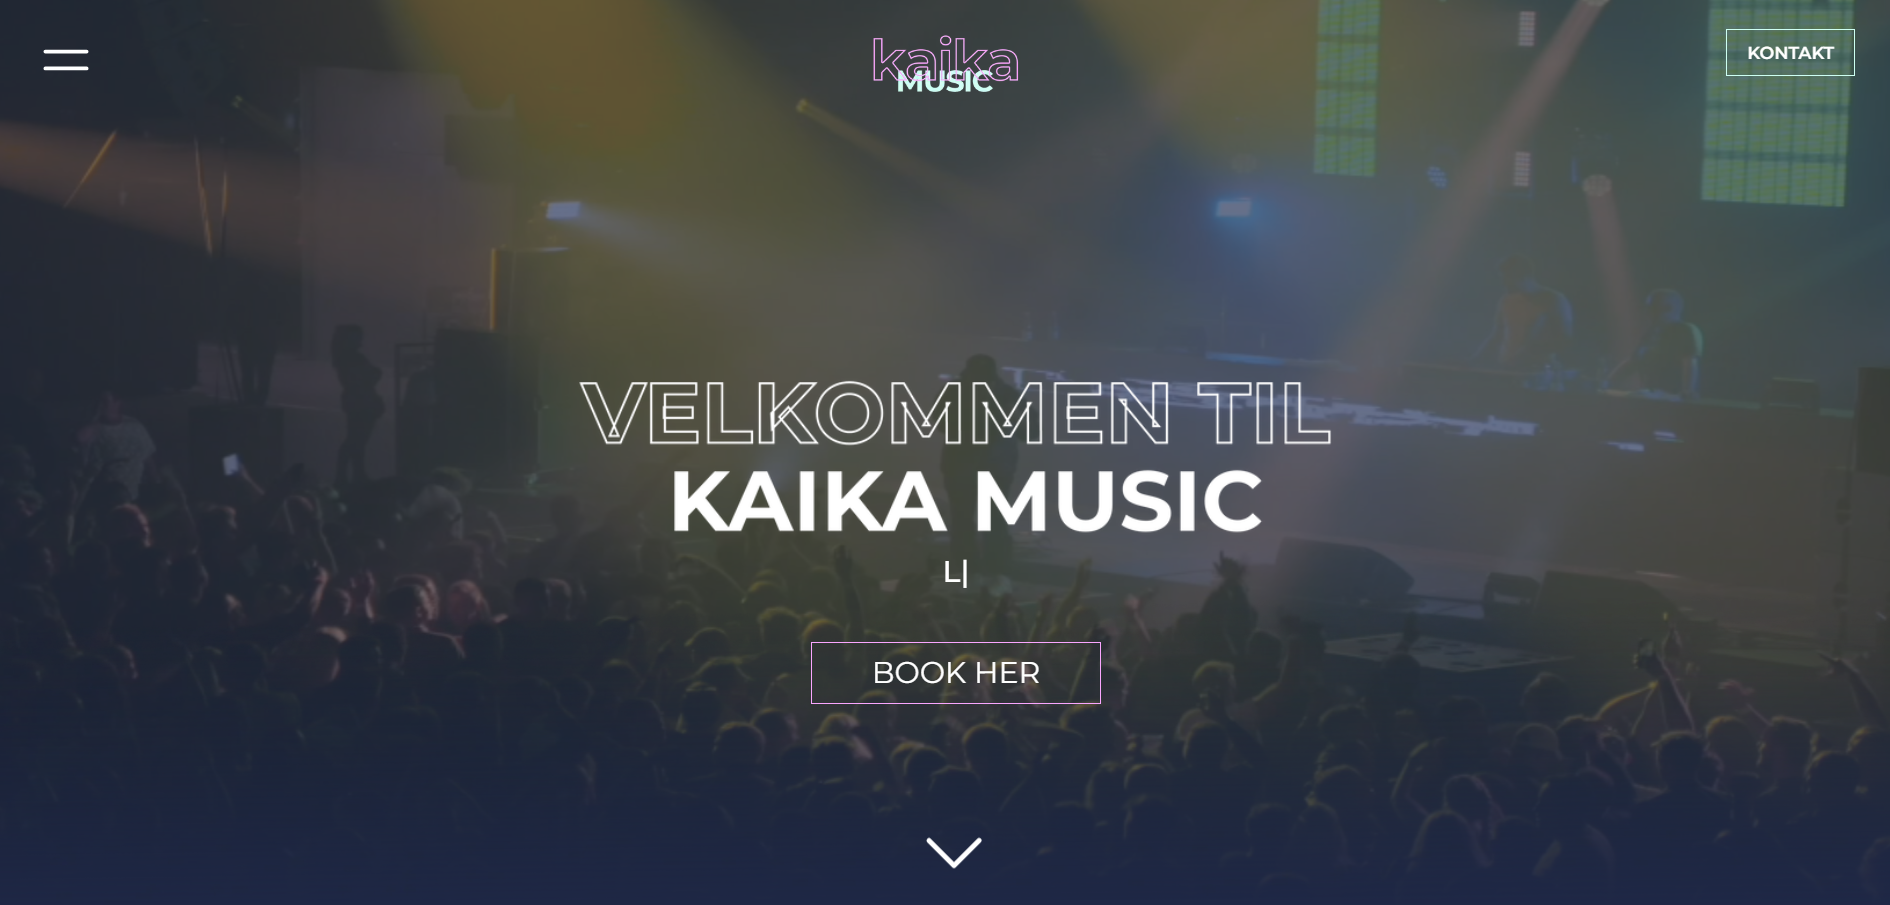 kaika
MUSIC
KONTAKT
VELKOMMEN TIL
KAIKA MUSIC
L|
BOOK HER